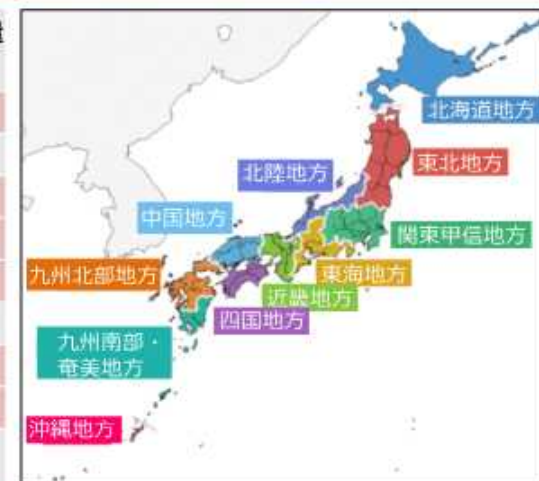 北海道地方
東北地方
北陸地方
中国地方
関東甲信地方
九州北部地方
東海地方
近畿地方
四国地方
九州南部・
奄美地方
沖縄地方